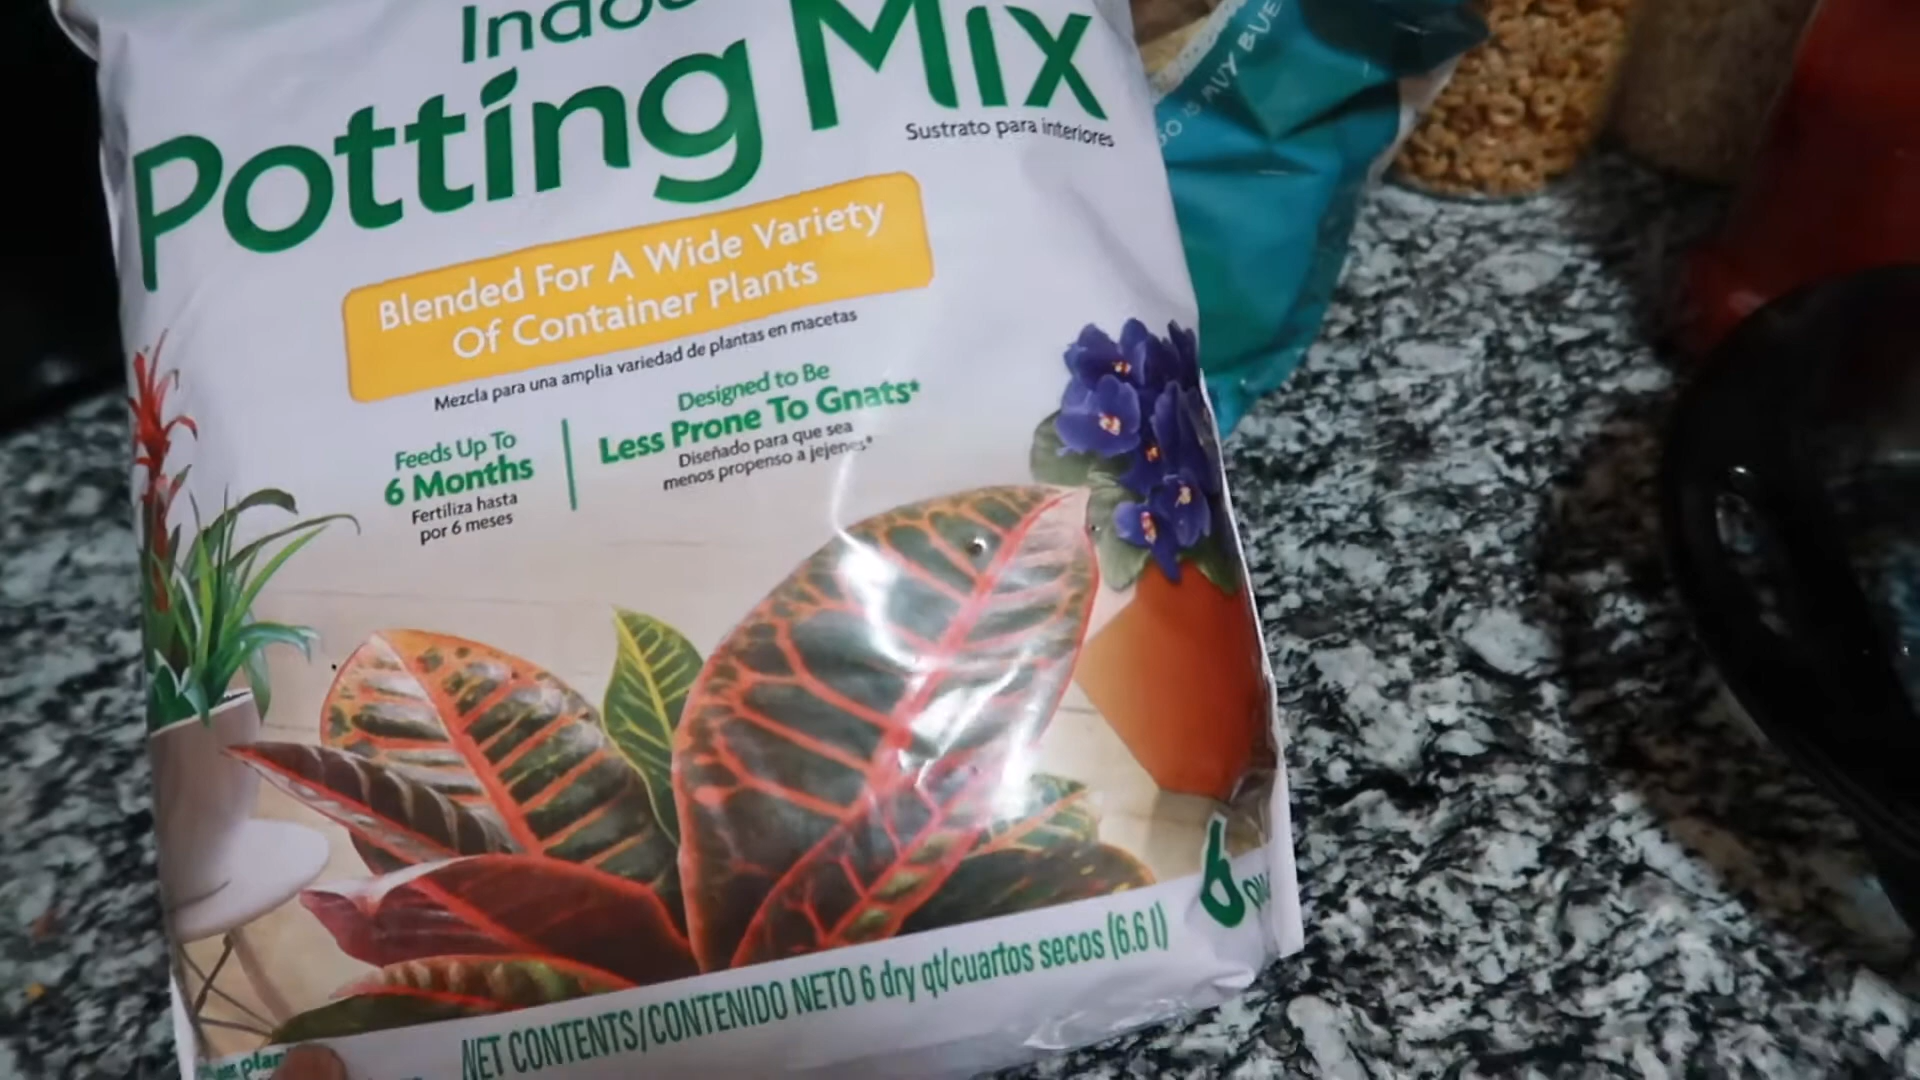 Potting Mix
Sustrato para interiores
Blended For A Wide Variety
Of Container Plants
Mezcla para una amplia variedad de plantas en macetas
Feeds Up To
6 Months
Fertiliza hasta
por 6 meses
Designed to Be
Less Prone To Gnats*
Diseñado para que sea
menos propenso a jejenes*
NET CONTENTS/CONTENIDO NETO 6 dry qt/cuartos secos (6.6 l)
6